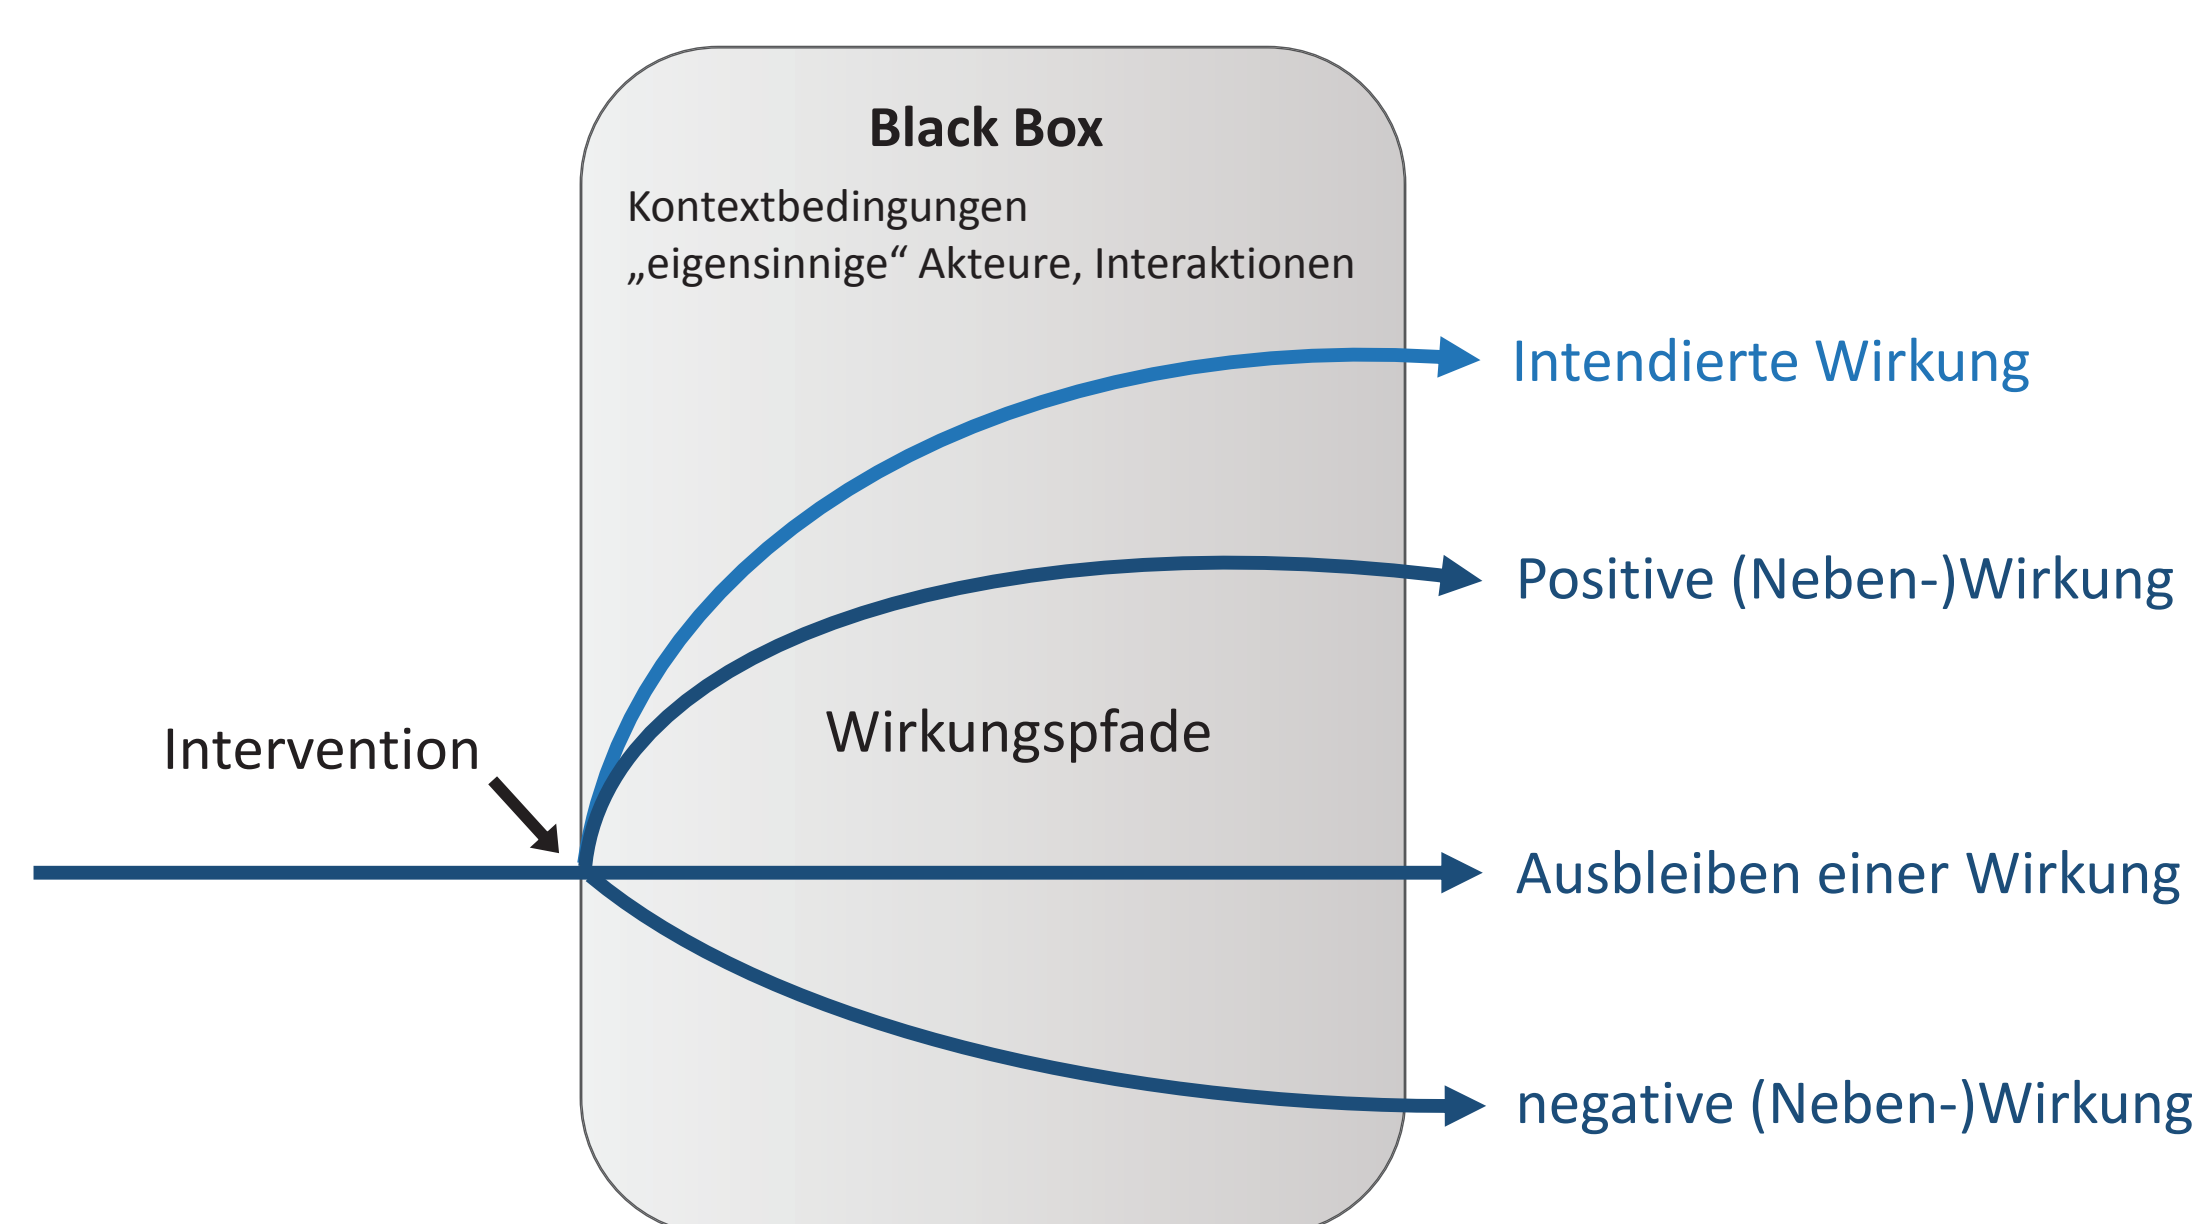 Black Box
Kontextbedingungen
„eigensinnige“ Akteure, Interaktionen
Intendierte Wirkung
Positive (Neben-)Wirkung
Wirkungspfade
Intervention
Ausbleiben einer Wirkung
negative (Neben-)Wirkung